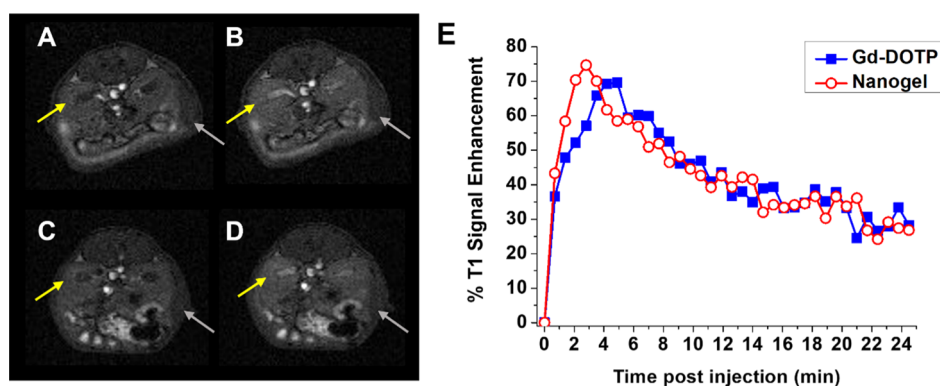 A
B
C
D
E
Gd-DOTP
Nanogel
% T1 Signal Enhancement
80
70
60
50
40
30
20
10
0
0 2 4 6 8 10 12 14 16 18 20 22 24
Time post injection (min)